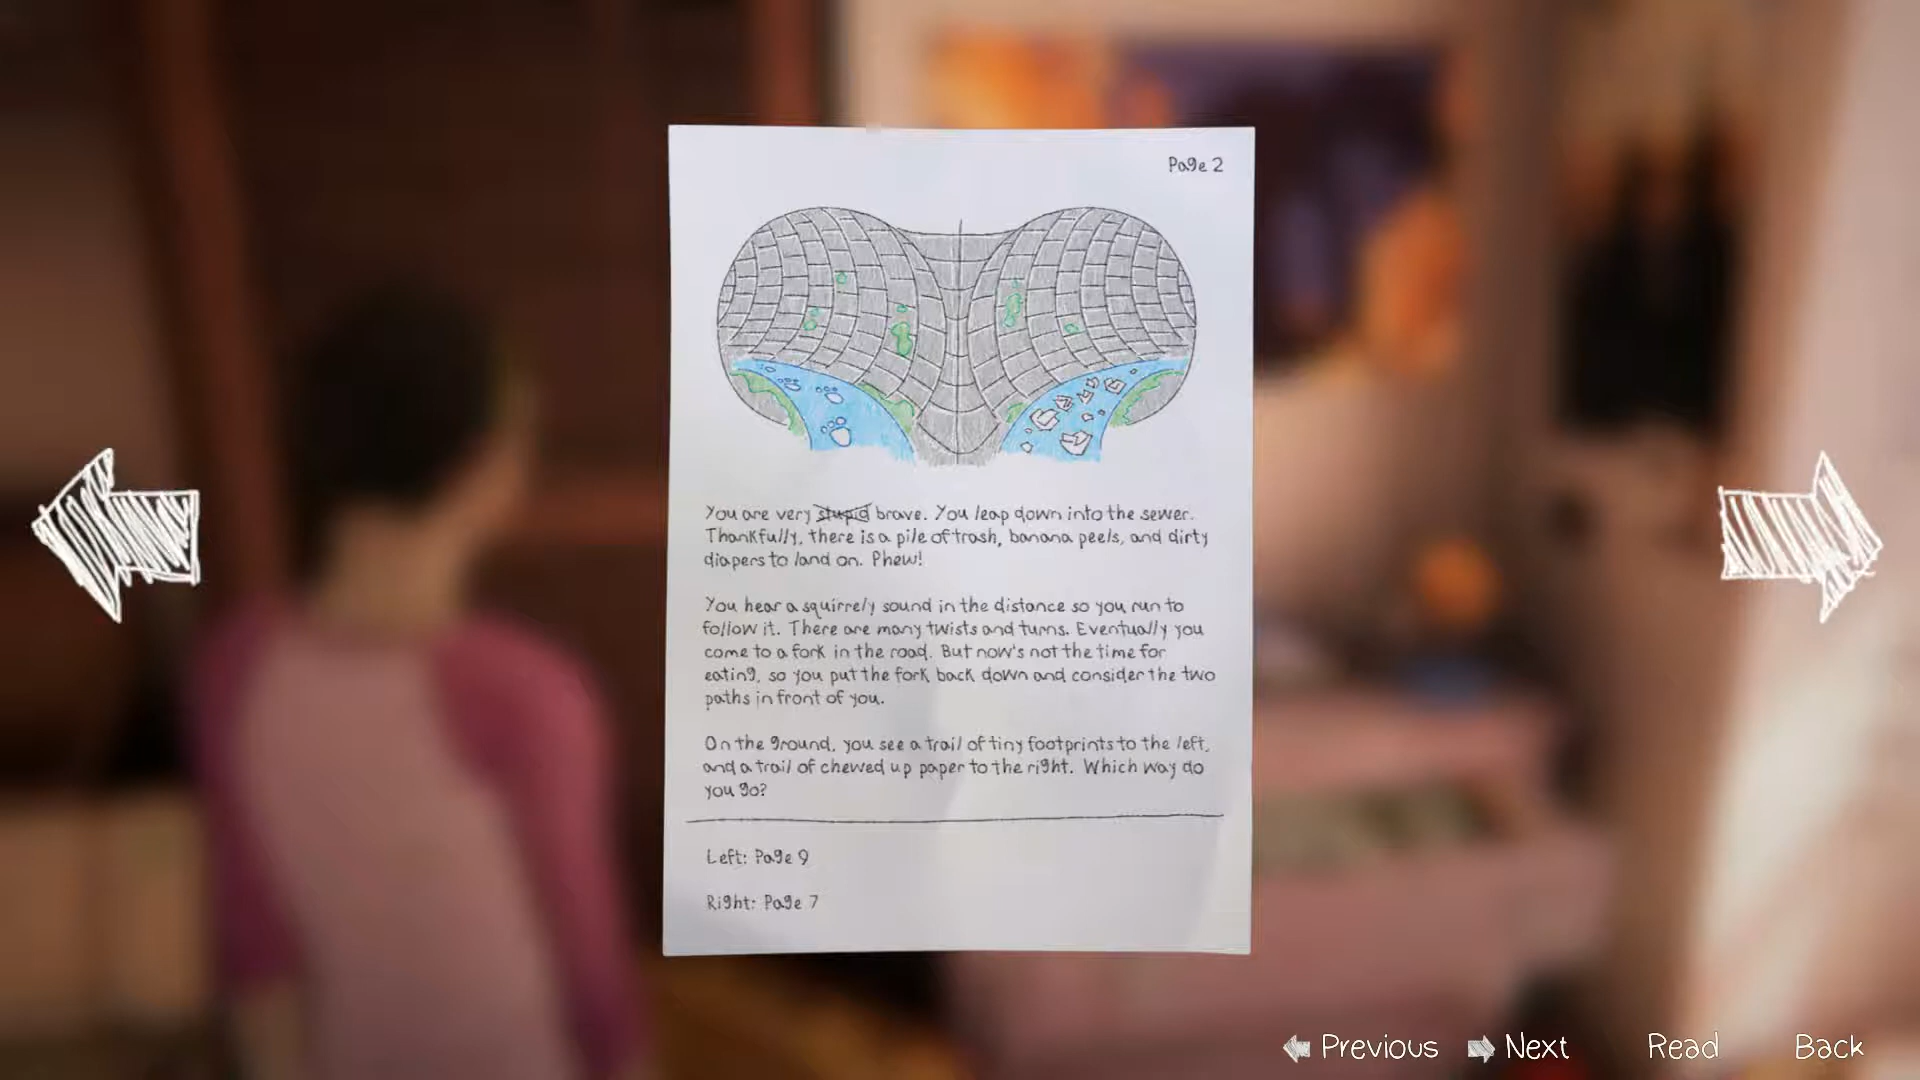 Page 2
You are very stupid brave. You leap down into the sewer.
Thankfully, there is a pile of trash, banana peels, and dirty
diapers to land on. Phew!
You hear a squirrely sound in the distance so you run to
follow it. There are many twists and turns. Eventually you
come to a fork in the road. But now's not the time for
eating, so you put the fork back down and consider the two
paths in front of you.
On the ground, you see a trail of tiny footprints to the left,
and a trail of chewed up paper to the right. Which way do
you go?
Left: Page 9
Right: Page 7
Previous Next Read Back